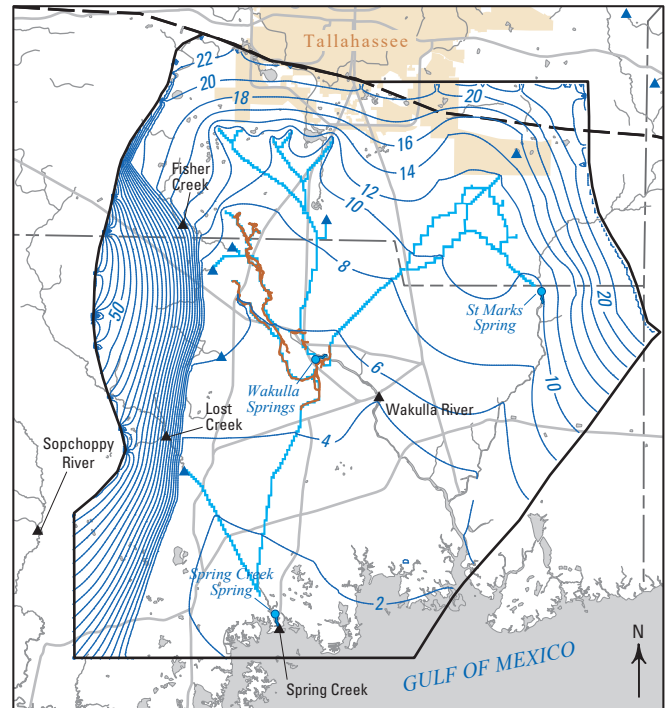 Tallahassee
22
20
18
20
16
14
12
10
Fisher
Creek
8
50
20
St Marks
Spring
6
10
Wakulla
Springs
Wakulla River
Lost
Creek
4
Sopchoppy
River
Spring Creek
Spring
2
N
GULF OF MEXICO
Spring Creek